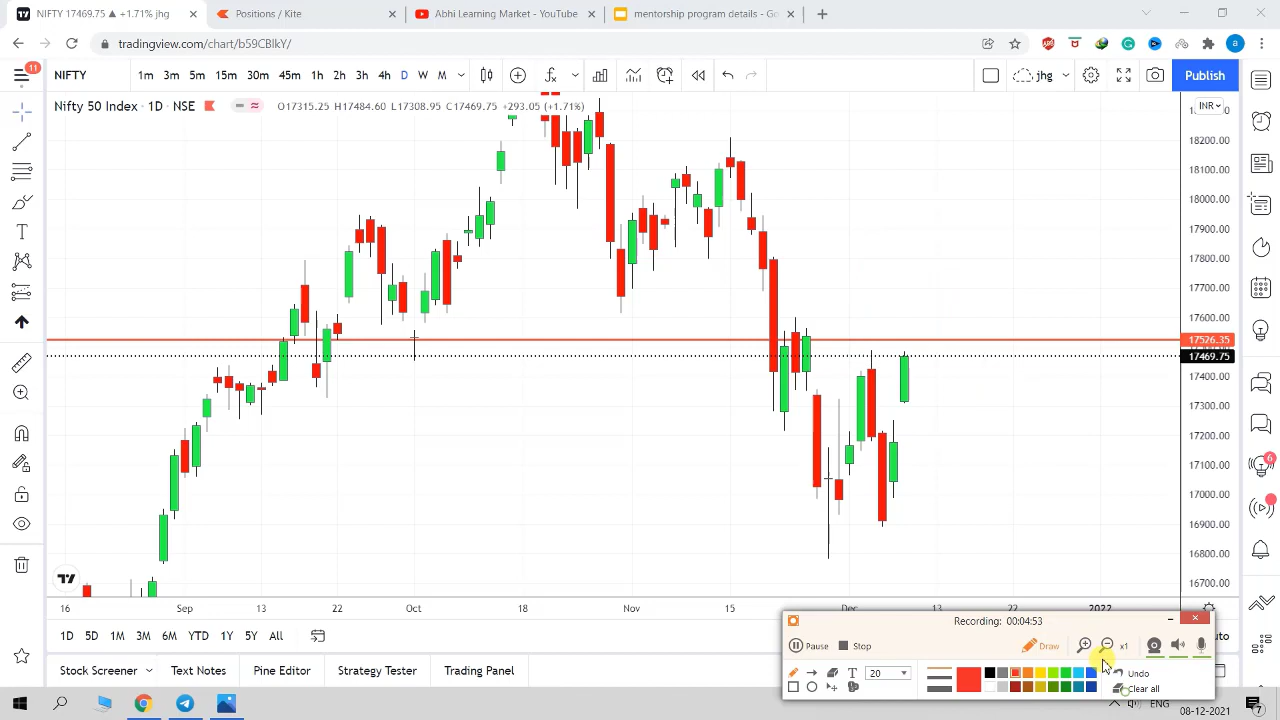 NIFTY 17469.75 ▲ +1.71% jhg
Positions / Kite
Abhi Learning Market - YouTube
mentorship program details - Go
tradingview.com/chart/b59CBlkY/
11
NIFTY
1m 3m 5m 15m 30m 45m 1h 2h 3h 4h D W M
jhg
Publish
Nifty 50 Index · 1D · NSE
O17315.25 H17484.60 L17308.95 C17469.75 +293.05 (+1.71%)
INR
18200.00
18100.00
18000.00
17900.00
17800.00
17700.00
17600.00
17526.35
17469.75
17400.00
17300.00
17200.00
17100.00
17000.00
16900.00
16800.00
16700.00
6
16 Sep 13 22 Oct 18 Nov 15 Dec 13 22 2022
1D 5D 1M 3M 6M YTD 1Y 5Y All
Recording: 00:04:53
Pause Stop Draw x1
20
Undo
Clear all
Stock Screener Text Notes Pine Editor Strategy Tester Trading Panel
ENG
08-12-2021
7